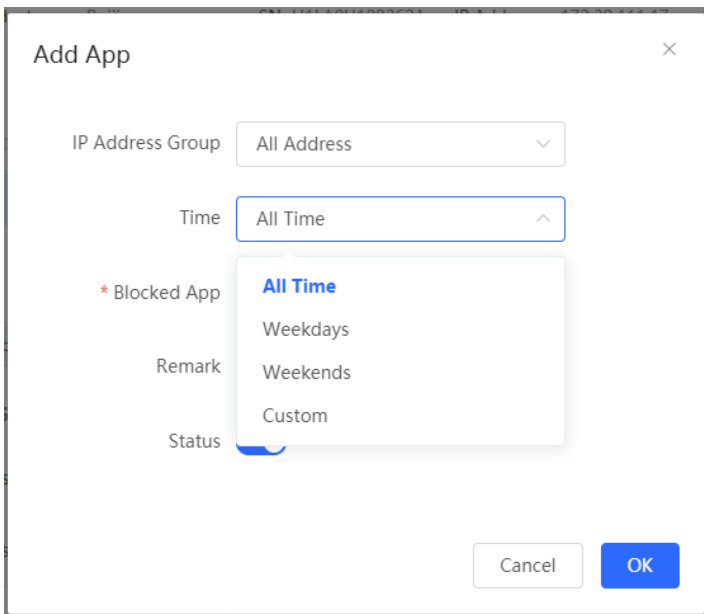 Add App
IP Address Group All Address
Time All Time
All Time
* Blocked App
Weekdays
Weekends
Remark
Custom
Status
Cancel OK